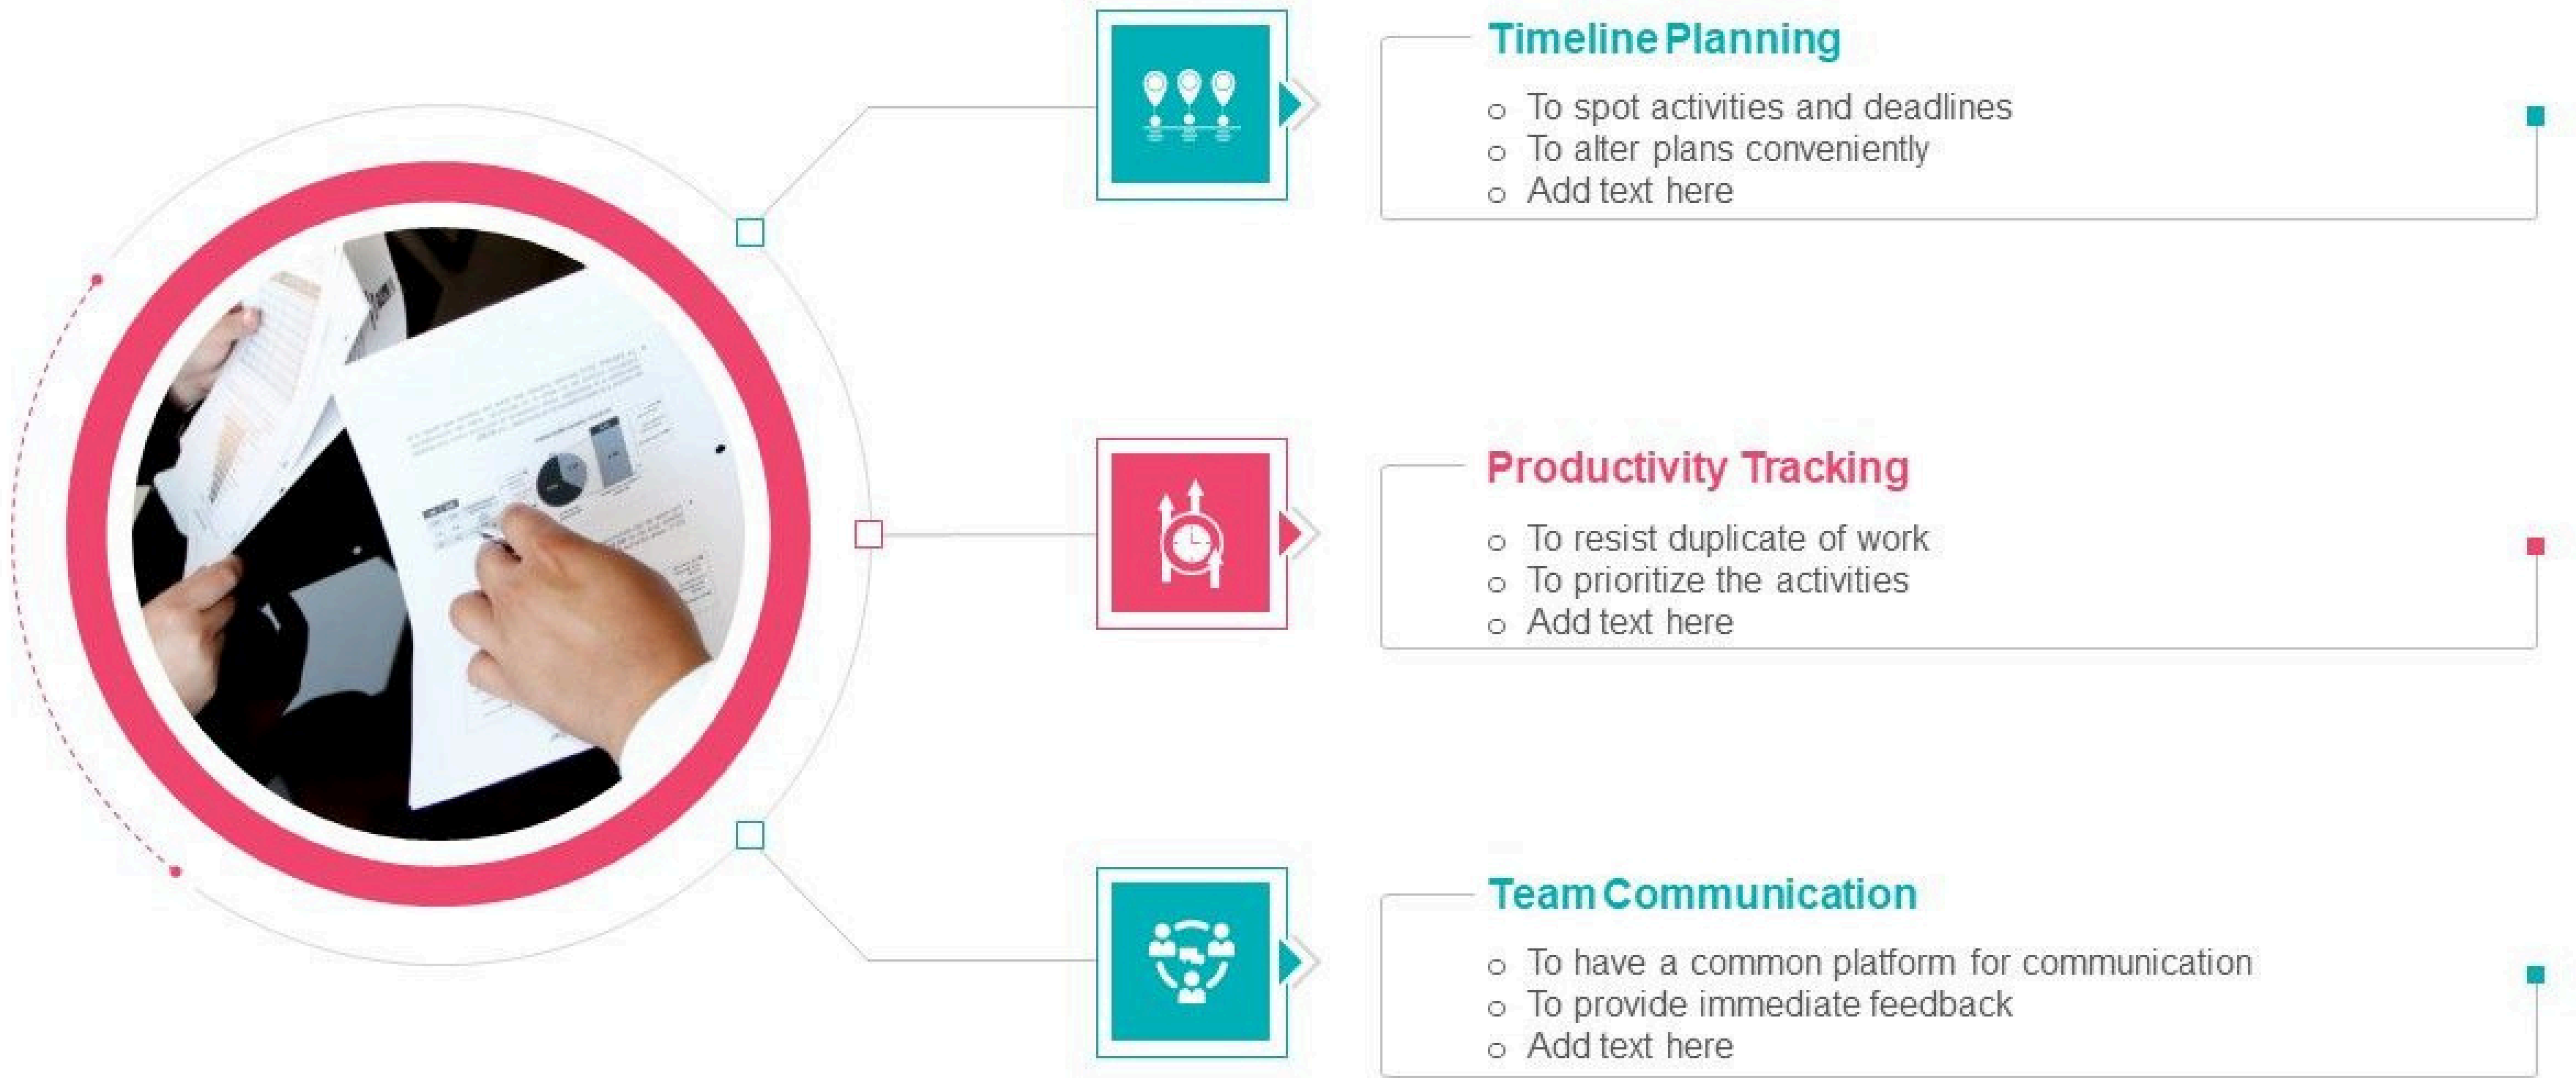 Timeline Planning
To spot activities and deadlines
To alter plans conveniently
Add text here
Productivity Tracking
To resist duplicate of work
To prioritize the activities
Add text here
Team Communication
To have a common platform for communication
To provide immediate feedback
Add text here